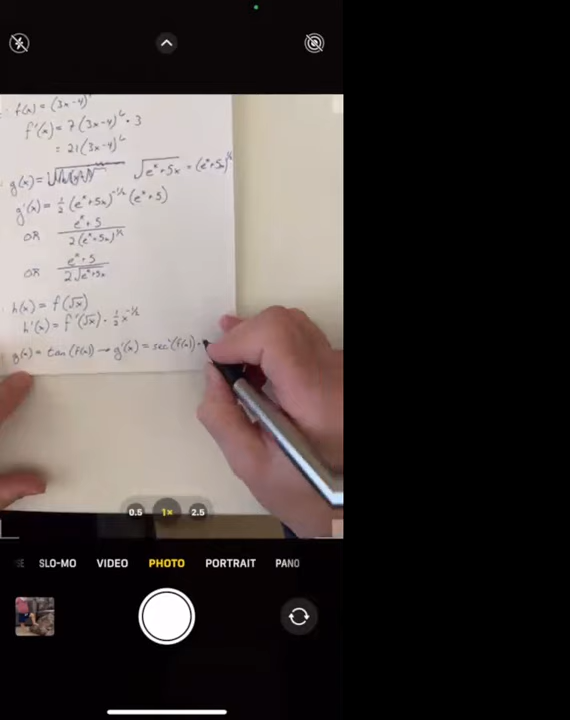 f(x) = (3x-4)⁷
f'(x) = 7(3x-4)⁶ · 3
= 21(3x-4)⁶
g(x) = √(eˣ+5x) = (eˣ+5x)^½
g'(x) = ½ (eˣ+5x)^-½ (eˣ+5)
OR (eˣ+5)/(2(eˣ+5x)^½)
OR (eˣ+5)/(2√(eˣ+5x))
h(x) = f(√x)
h'(x) = f'(√x) · ½ x^-½
g(x) = tan(f(x)) → g'(x) = sec²(f(x)) ·
0.5 1× 2.5
SLO-MO VIDEO PHOTO PORTRAIT PANO